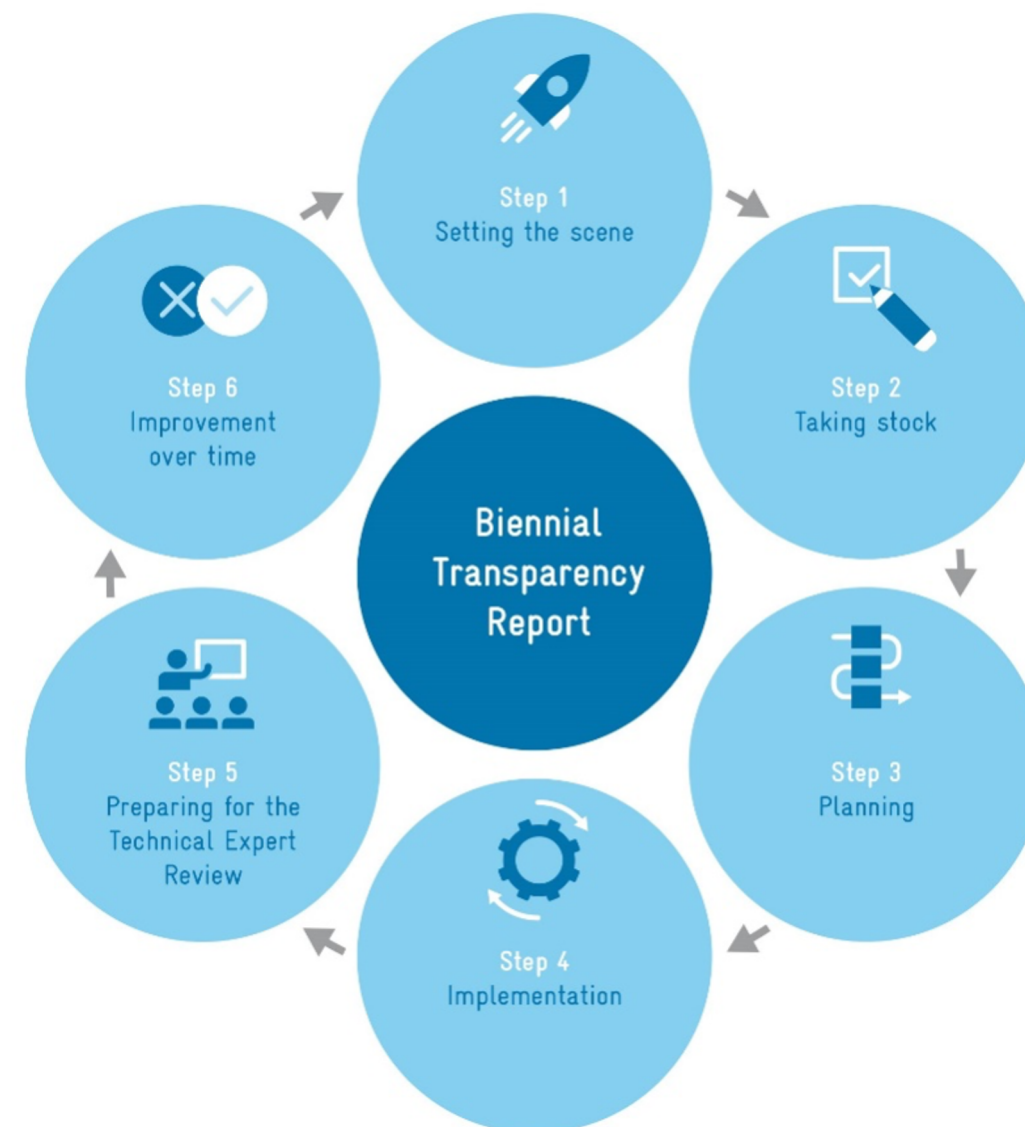 Step 1
Setting the scene
Step 2
Taking stock
Step 3
Planning
Step 4
Implementation
Step 5
Preparing for the
Technical Expert
Review
Step 6
Improvement
over time
Biennial
Transparency
Report